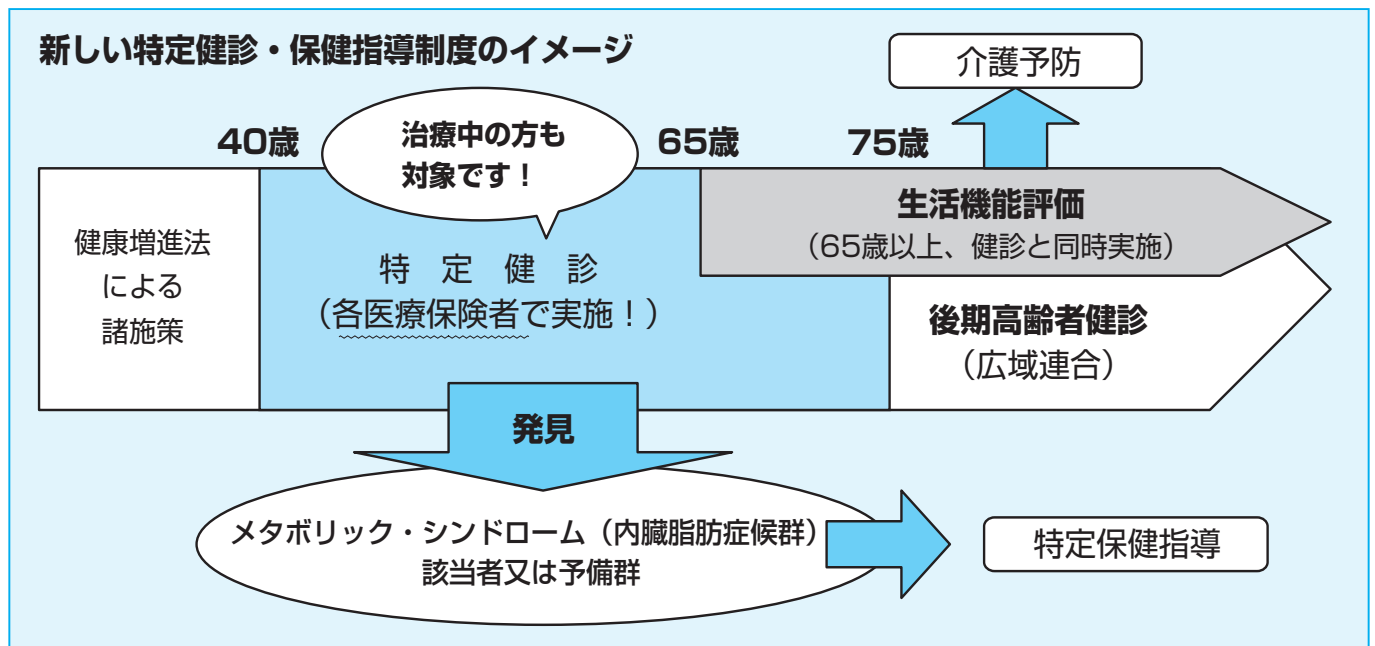 新しい特定健診・保健指導制度のイメージ
介護予防
40歳
治療中の方も
対象です！
65歳
75歳
健康増進法
による
諸施策
特定健診
（各医療保険者で実施！）
生活機能評価
（65歳以上、健診と同時実施）
後期高齢者健診
（広域連合）
発見
メタボリック・シンドローム（内臓脂肪症候群）
該当者又は予備群
特定保健指導